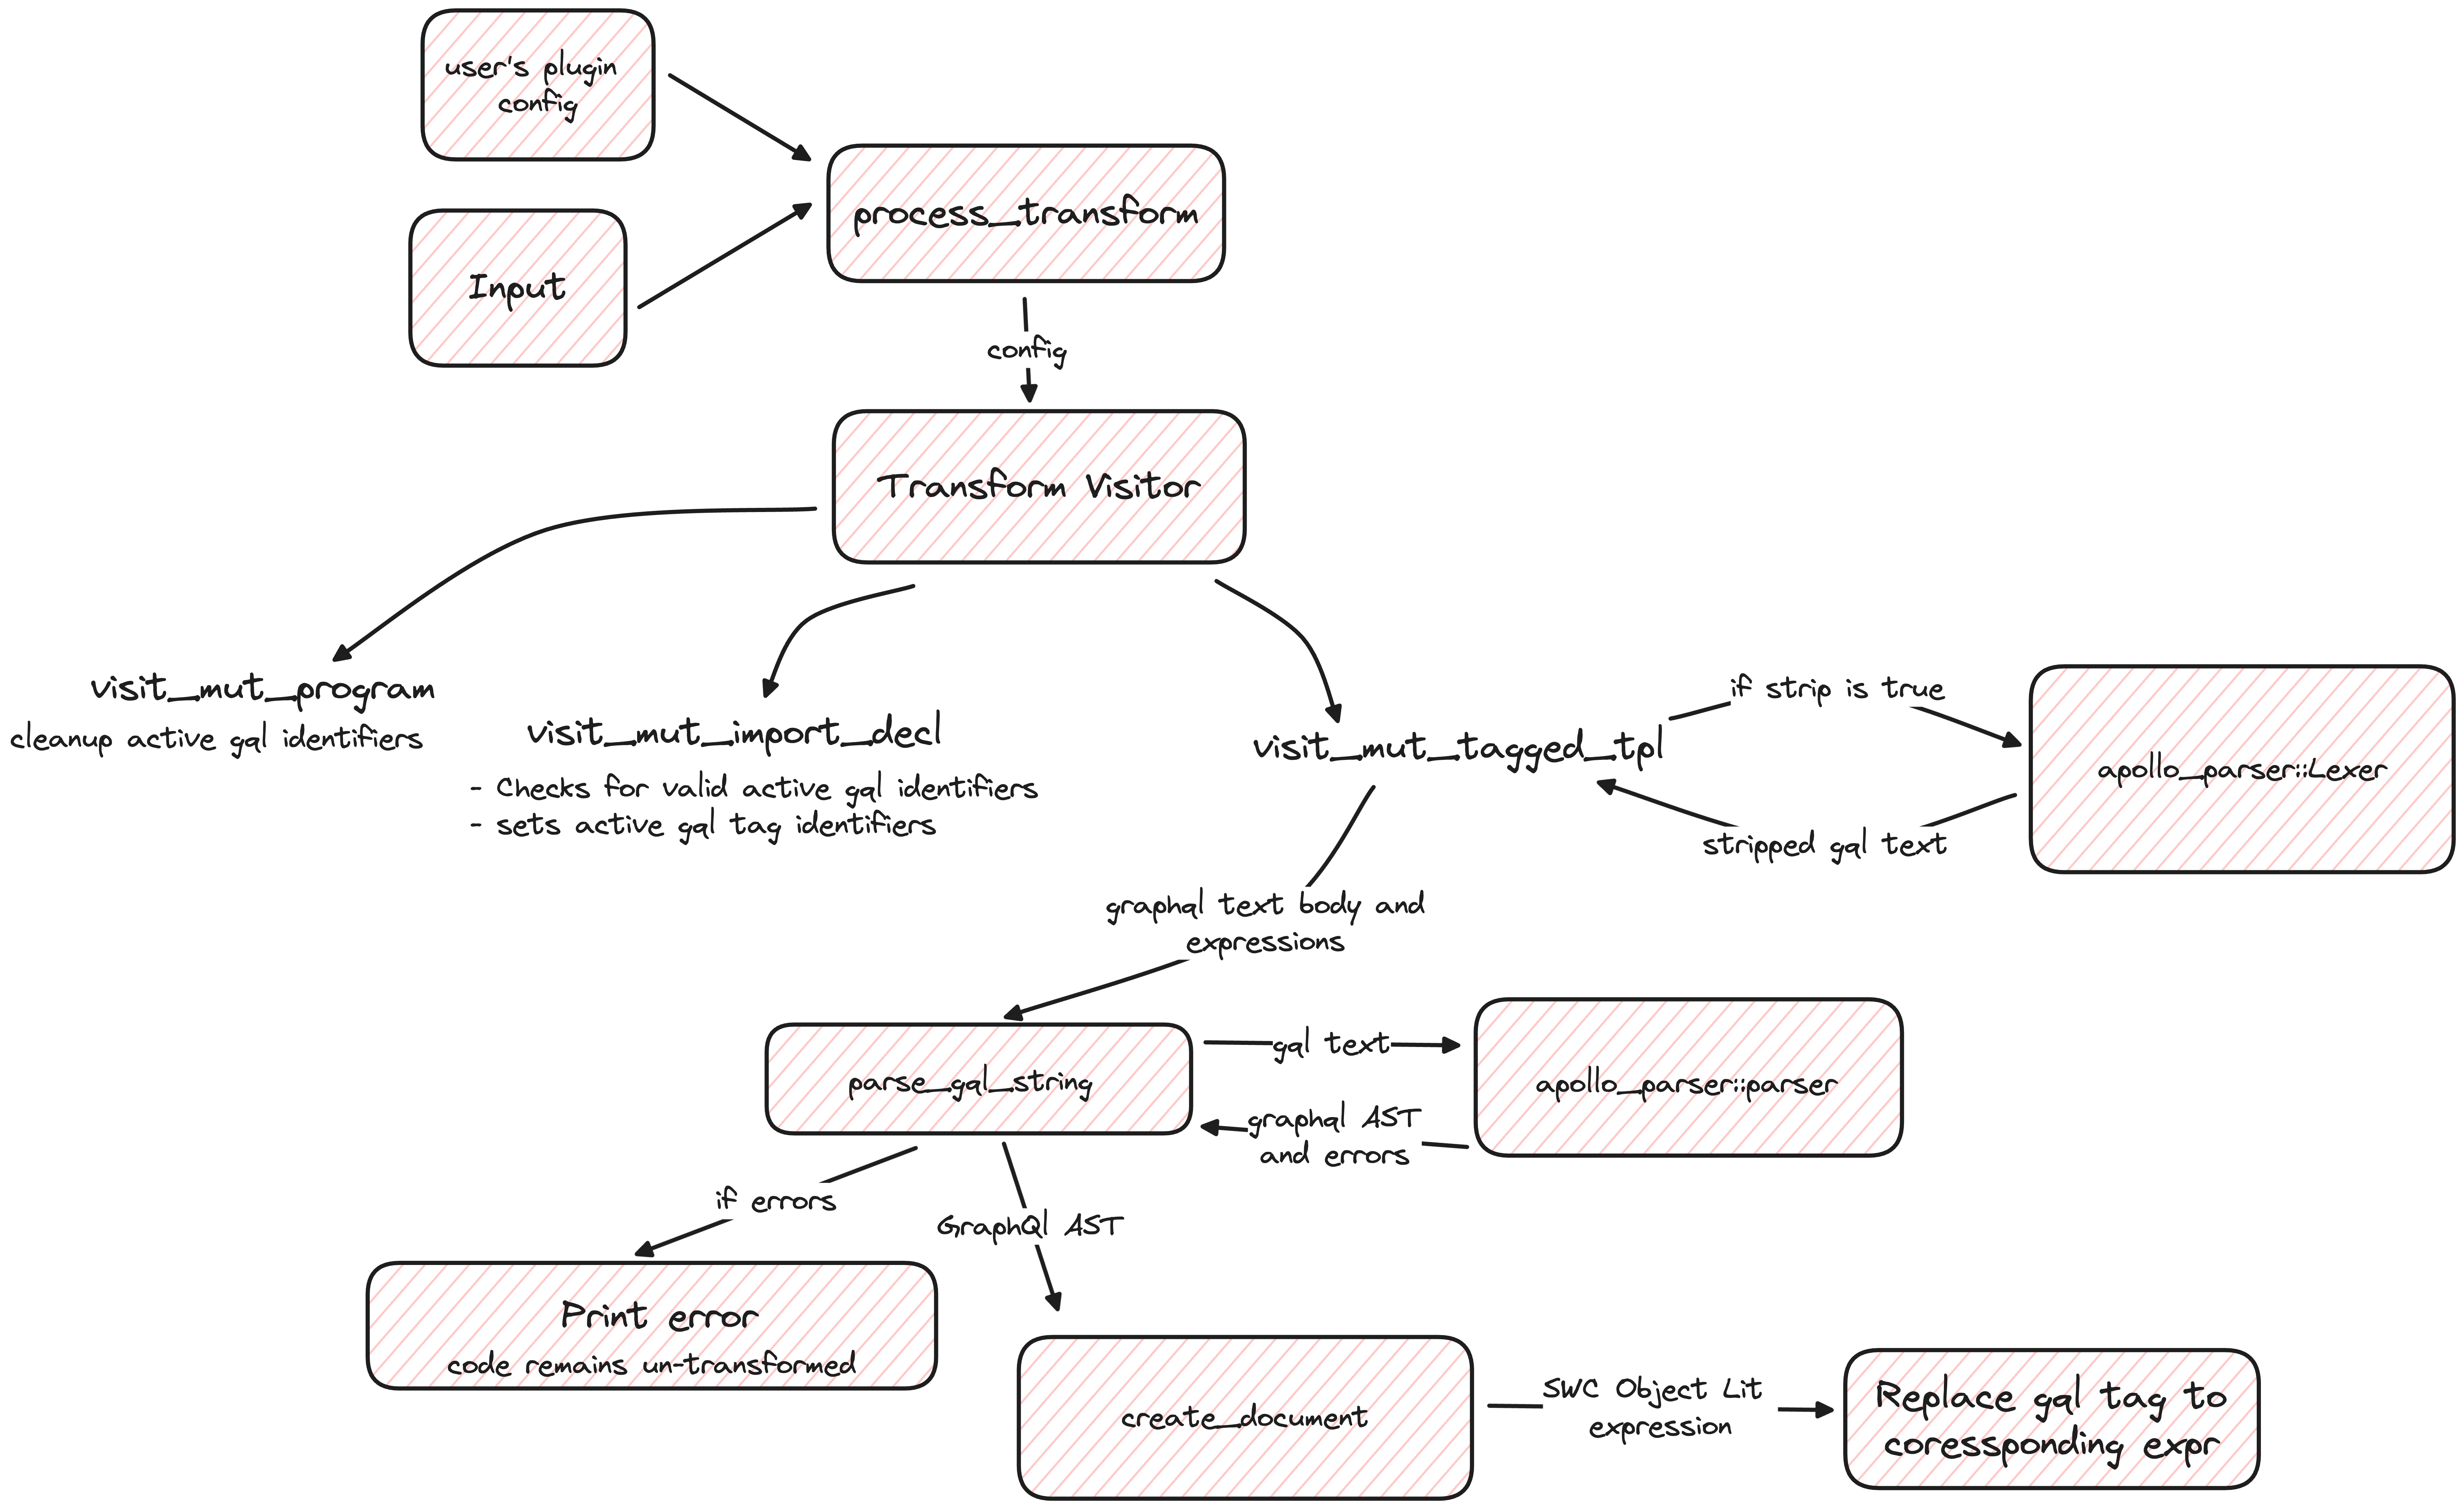 user's plugin
config
process_transform
Input
config
Transform Visitor
visit_mut_program
cleanup active gql identifiers
visit_mut_import_decl
- Checks for valid active gql identifiers
- sets active gql tag identifiers
visit_mut_tagged_tpl
if strip is true
apollo_parser::Lexer
stripped gql text
graphql text body and
expressions
parse_gql_string
gql text
apollo_parser::parser
graphql AST
and errors
if errors
GraphQl AST
Print error
code remains un-transformed
create_document
SWC Object Lit
expression
Replace gql tag to
coressponding expr